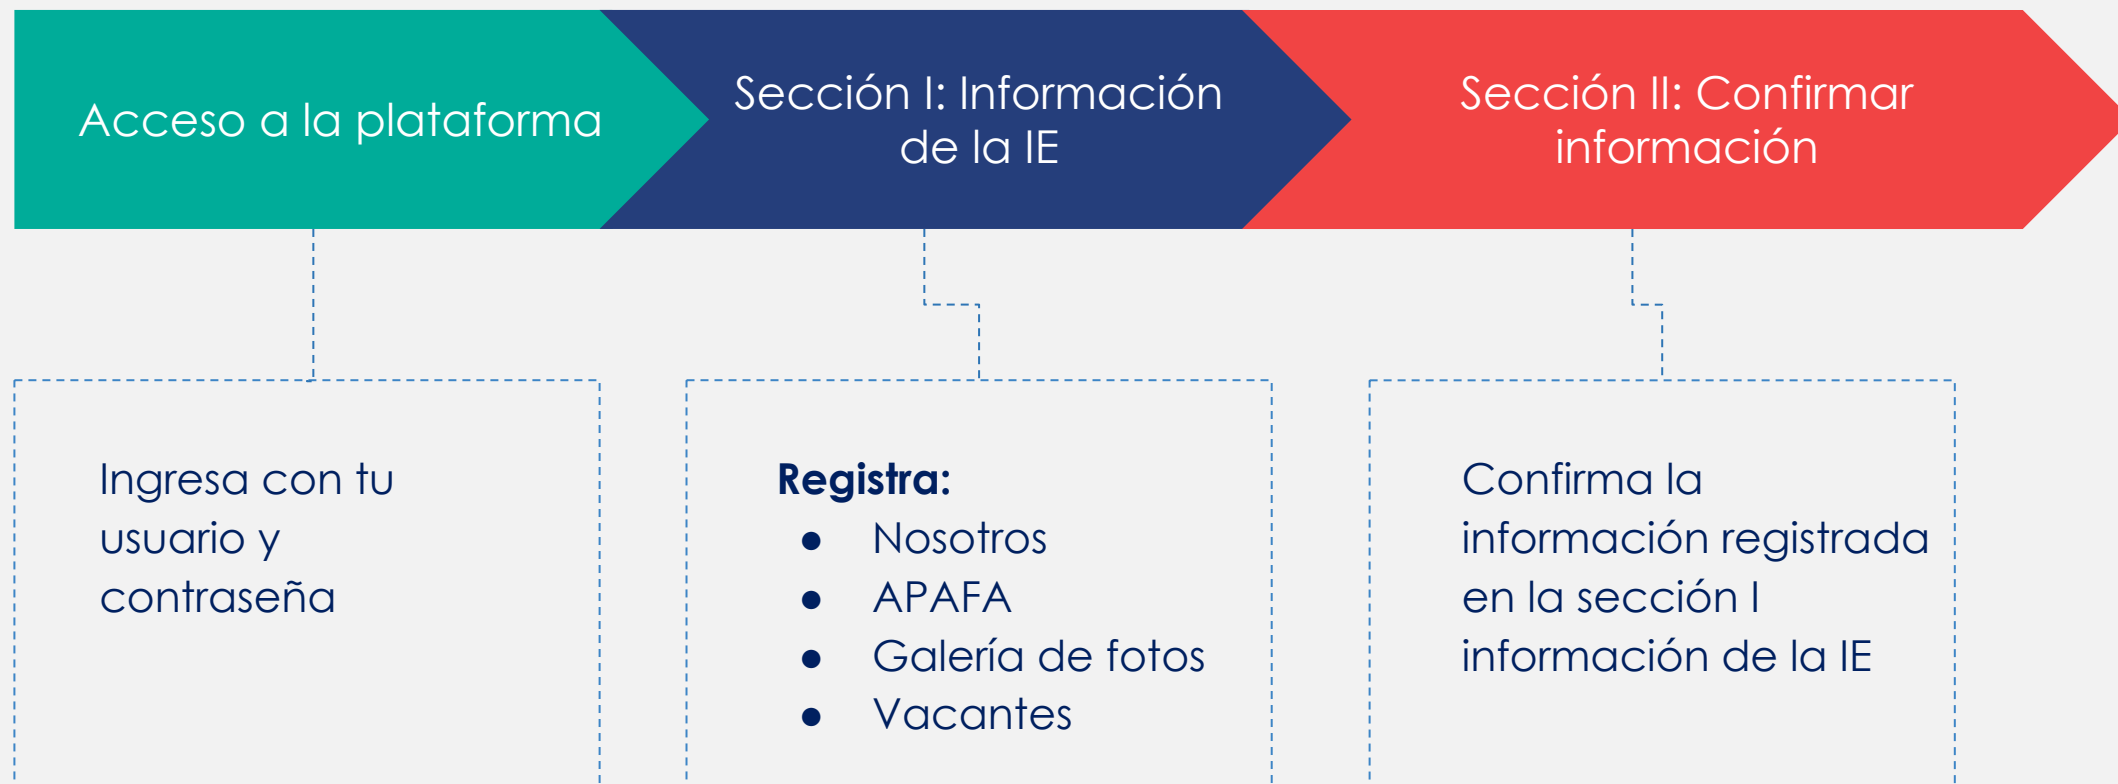 Acceso a la plataforma
Sección I: Información
de la IE
Sección II: Confirmar
información
Ingresa con tu
usuario y
contraseña
Registra:
● Nosotros
● APAFA
● Galería de fotos
● Vacantes
Confirma la
información registrada
en la sección I
información de la IE